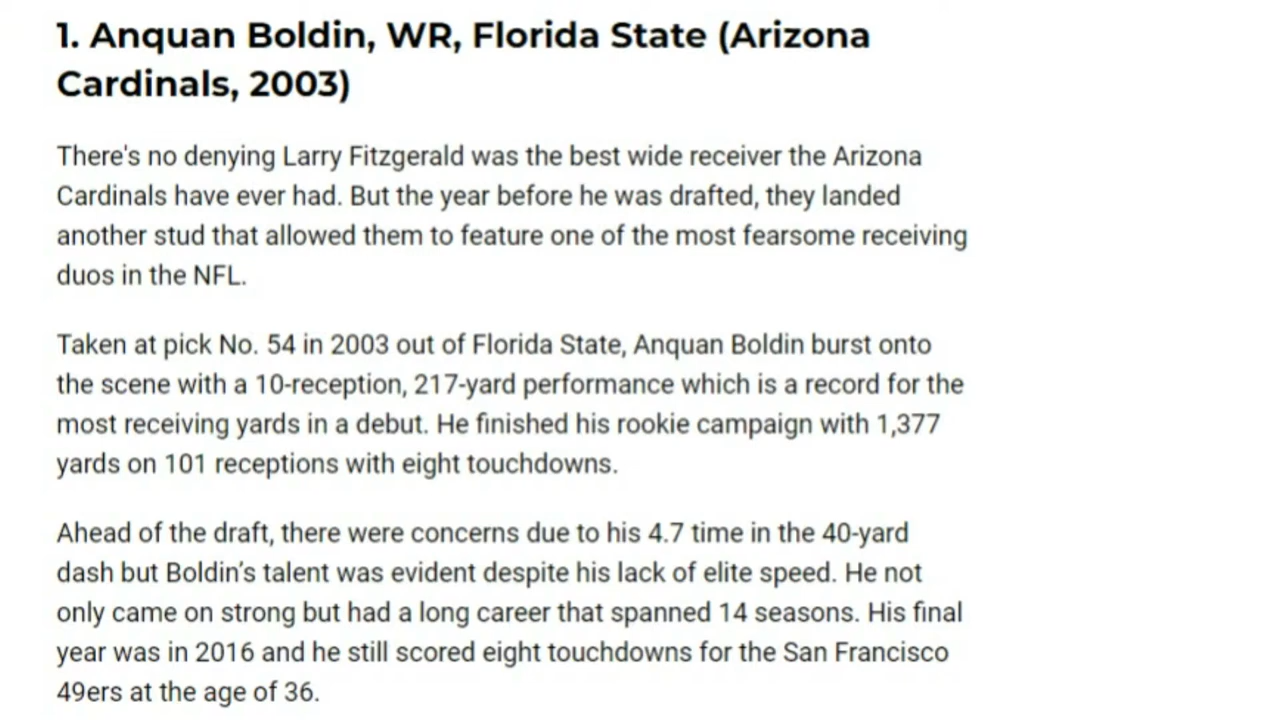 1. Anquan Boldin, WR, Florida State (Arizona
Cardinals, 2003)
There's no denying Larry Fitzgerald was the best wide receiver the Arizona
Cardinals have ever had. But the year before he was drafted, they landed
another stud that allowed them to feature one of the most fearsome receiving
duos in the NFL.
Taken at pick No. 54 in 2003 out of Florida State, Anquan Boldin burst onto
the scene with a 10-reception, 217-yard performance which is a record for the
most receiving yards in a debut. He finished his rookie campaign with 1,377
yards on 101 receptions with eight touchdowns.
Ahead of the draft, there were concerns due to his 4.7 time in the 40-yard
dash but Boldin’s talent was evident despite his lack of elite speed. He not
only came on strong but had a long career that spanned 14 seasons. His final
year was in 2016 and he still scored eight touchdowns for the San Francisco
49ers at the age of 36.